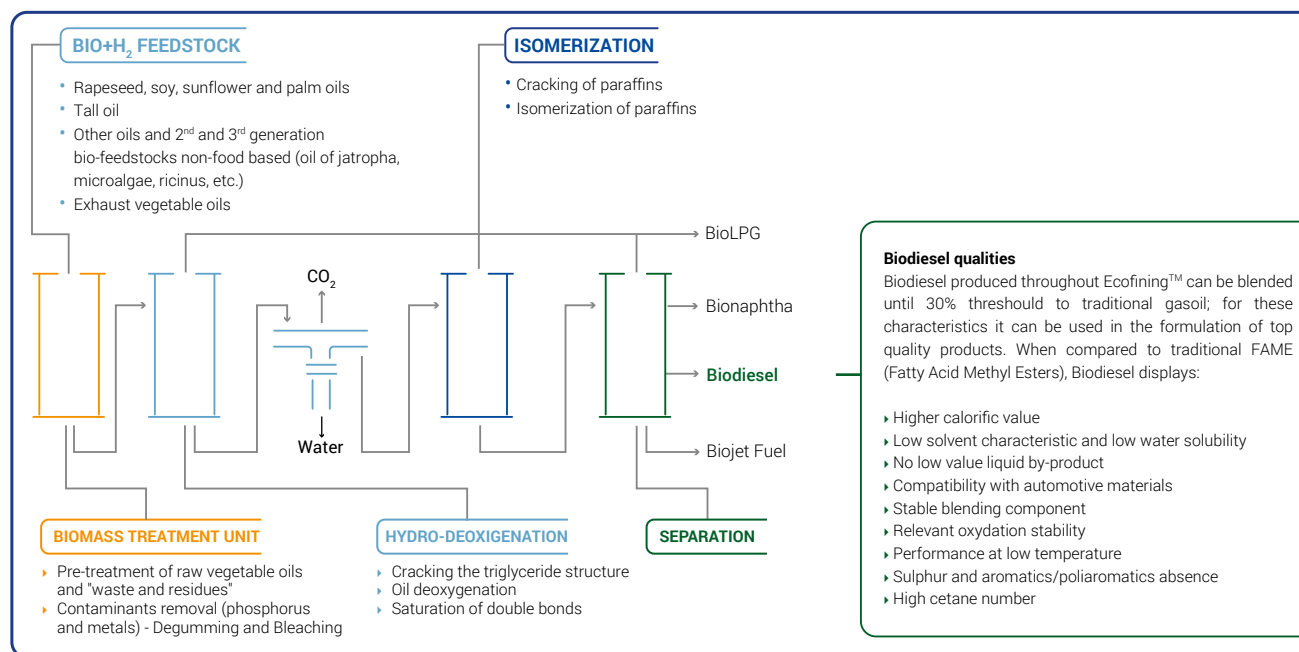 BIO+H₂ FEEDSTOCK
• Rapeseed, soy, sunflower and palm oils
• Tall oil
• Other oils and 2nd and 3rd generation
bio-feedstocks non-food based (oil of jatropha,
microalgae, ricinus, etc.)
• Exhaust vegetable oils
ISOMERIZATION
• Cracking of paraffins
• Isomerization of paraffins
CO₂
Water
BioLPG
Bionaphtha
Biodiesel
Biojet Fuel
BIOMASS TREATMENT UNIT
Pre-treatment of raw vegetable oils
and "waste and residues"
Contaminants removal (phosphorus
and metals) - Degumming and Bleaching
HYDRO-DEOXIGENATION
Cracking the triglyceride structure
Oil deoxygenation
Saturation of double bonds
SEPARATION
Biodiesel qualities
Biodiesel produced throughout Ecofining™ can be blended
until 30% threshould to traditional gasoil; for these
characteristics it can be used in the formulation of top
quality products. When compared to traditional FAME
(Fatty Acid Methyl Esters), Biodiesel displays:
Higher calorific value
Low solvent characteristic and low water solubility
No low value liquid by-product
Compatibility with automotive materials
Stable blending component
Relevant oxydation stability
Performance at low temperature
Sulphur and aromatics/poliaromatics absence
High cetane number